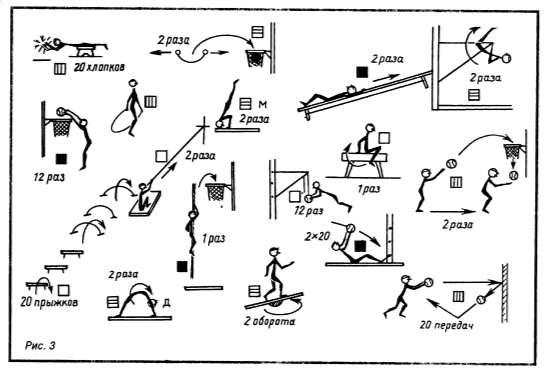 20 хлопков
2 раза
М
2 раза
2 раза
2 раза
12 раз
2 раза
1 раз
2 раза
1 раз
12 раз
2×20
20 прыжков
2 раза
Д
2 оборота
20 передач
Рис. 3